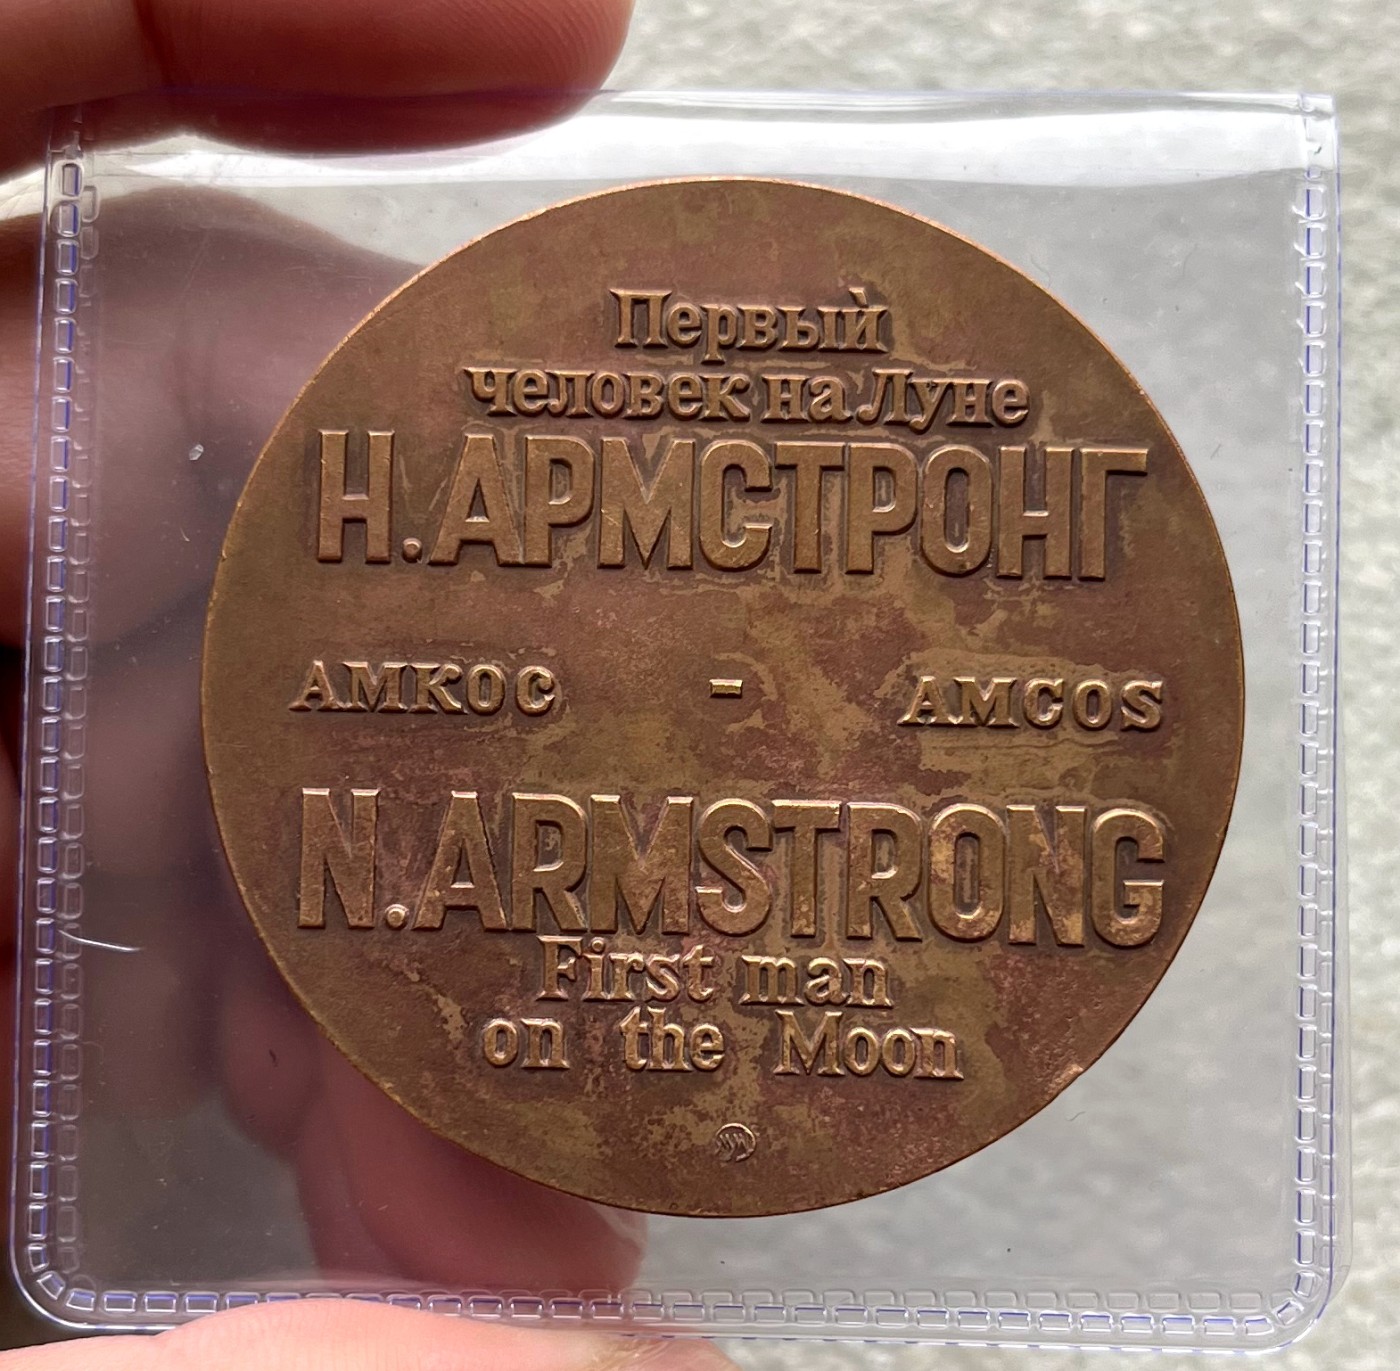 Первый
человек на Луне
Н.АРМСТРОНГ
АМКОС - AMCOS
N.ARMSTRONG
First man
on the Moon